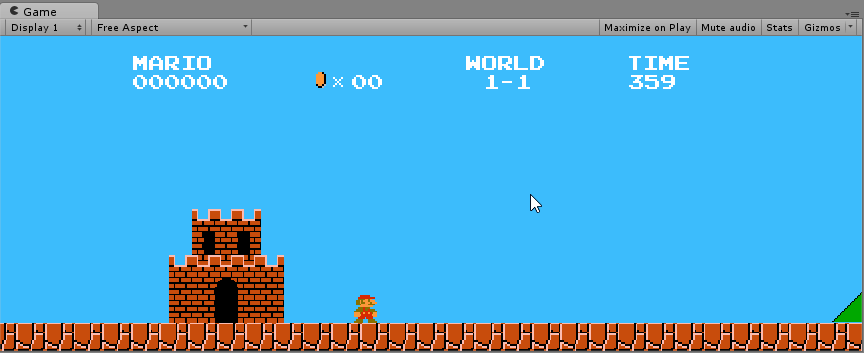 Game
Display 1 Free Aspect Maximize on Play Mute audio Stats Gizmos
MARIO WORLD TIME
000000 × 00 1-1 359